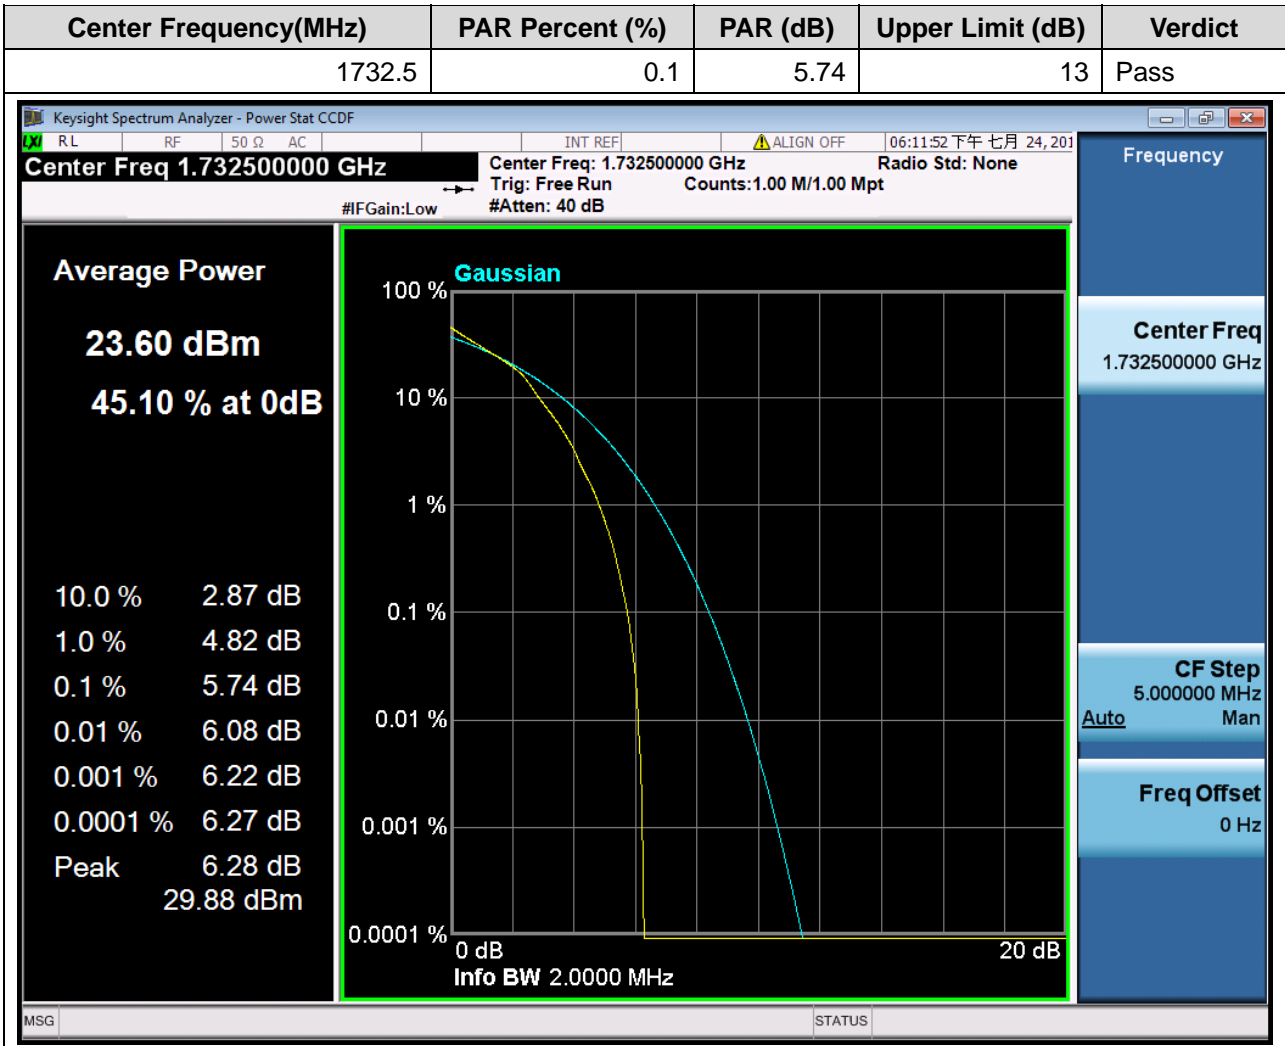 Center Frequency(MHz) PAR Percent (%) PAR (dB) Upper Limit (dB) Verdict
1732.5 0.1 5.74 13 Pass
Keysight Spectrum Analyzer - Power Stat CCDF
LXI RL RF 50 Ω AC INT REF ALIGN OFF 06:11:52 下午 七月 24, 201
Center Freq 1.732500000 GHz
Center Freq: 1.732500000 GHz Radio Std: None
Trig: Free Run Counts:1.00 M/1.00 Mpt
#IFGain:Low #Atten: 40 dB
Average Power
23.60 dBm
45.10 % at 0dB
10.0 % 2.87 dB
1.0 % 4.82 dB
0.1 % 5.74 dB
0.01 % 6.08 dB
0.001 % 6.22 dB
0.0001 % 6.27 dB
Peak 6.28 dB
29.88 dBm
Gaussian
100 %
10 %
1 %
0.1 %
0.01 %
0.001 %
0.0001 %
0 dB 20 dB
Info BW 2.0000 MHz
Frequency
Center Freq
1.732500000 GHz
CF Step
5.000000 MHz
Auto Man
Freq Offset
0 Hz
MSG STATUS